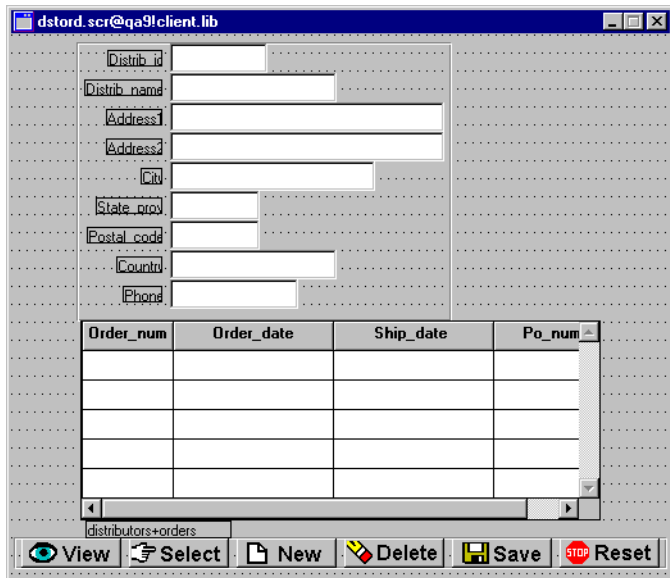 dstord.scr@qa9!client.lib
Distrib_id
Distrib_name
Address1
Address2
City
State_prov
Postal_code
Country
Phone
Order_num Order_date Ship_date Po_num
distributors+orders
View Select New Delete Save STOP Reset